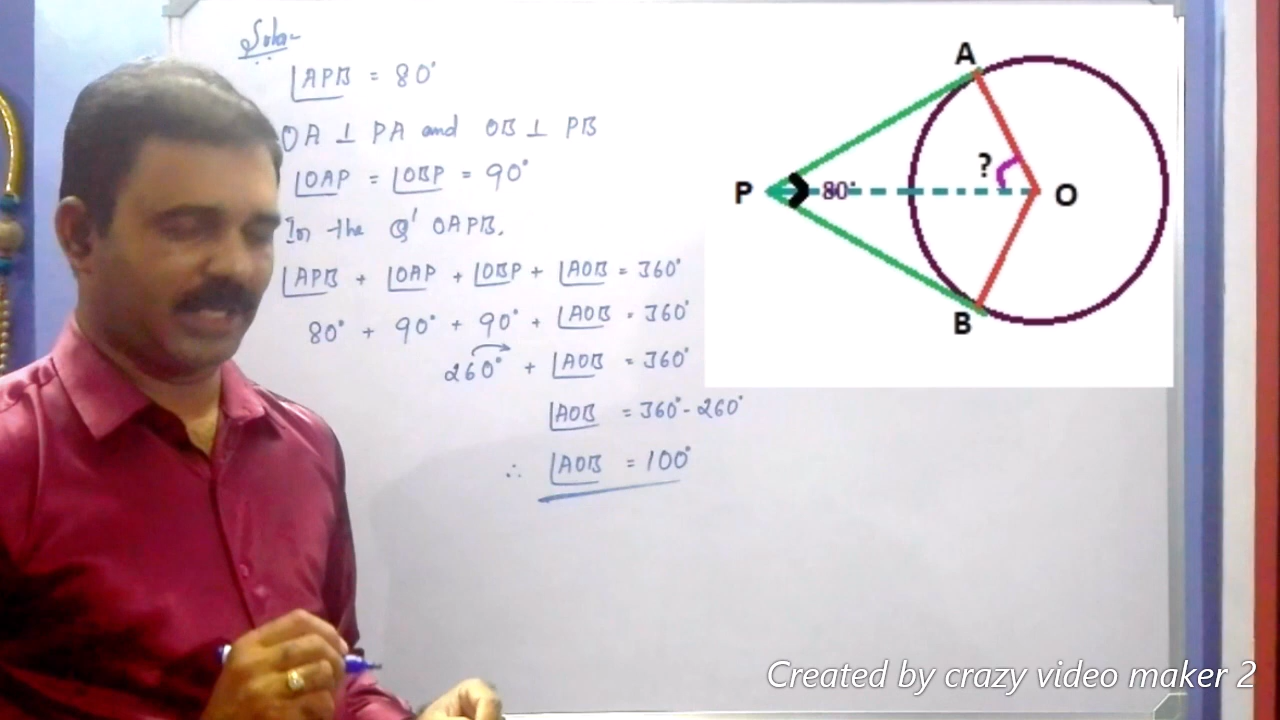 Soln
∠APB = 80°
OA ⊥ PA and OB ⊥ PB
∠OAP = ∠OBP = 90°
In the Q' OAPB.
∠APB + ∠OAP + ∠OBP + ∠AOB = 360°
80° + 90° + 90° + ∠AOB = 360°
260° + ∠AOB = 360°
∠AOB = 360° - 260°
∴ ∠AOB = 100°
A
?
P 80° O
B
Created by crazy video maker 2